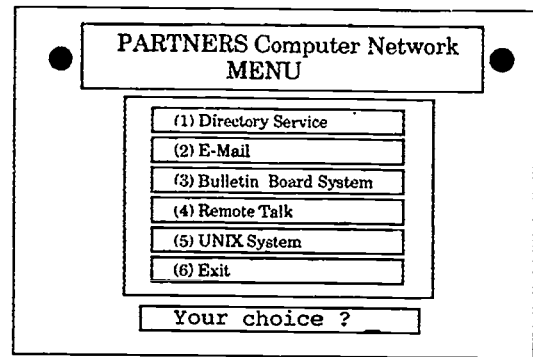 PARTNERS Computer Network
MENU
(1) Directory Service
(2) E-Mail
(3) Bulletin Board System
(4) Remote Talk
(5) UNIX System
(6) Exit
Your choice ? _